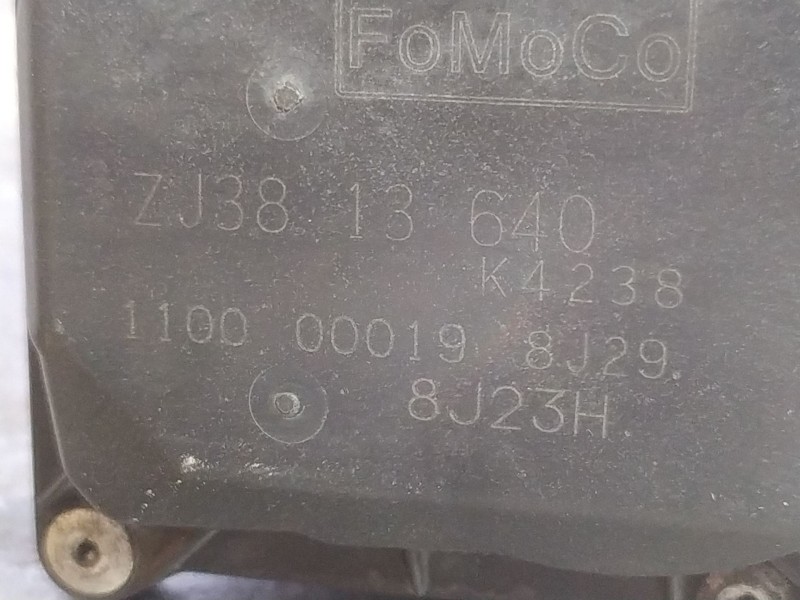 FoMoCo
ZJ38 13 640
K4238
1100 00019 8J29.
8J23H